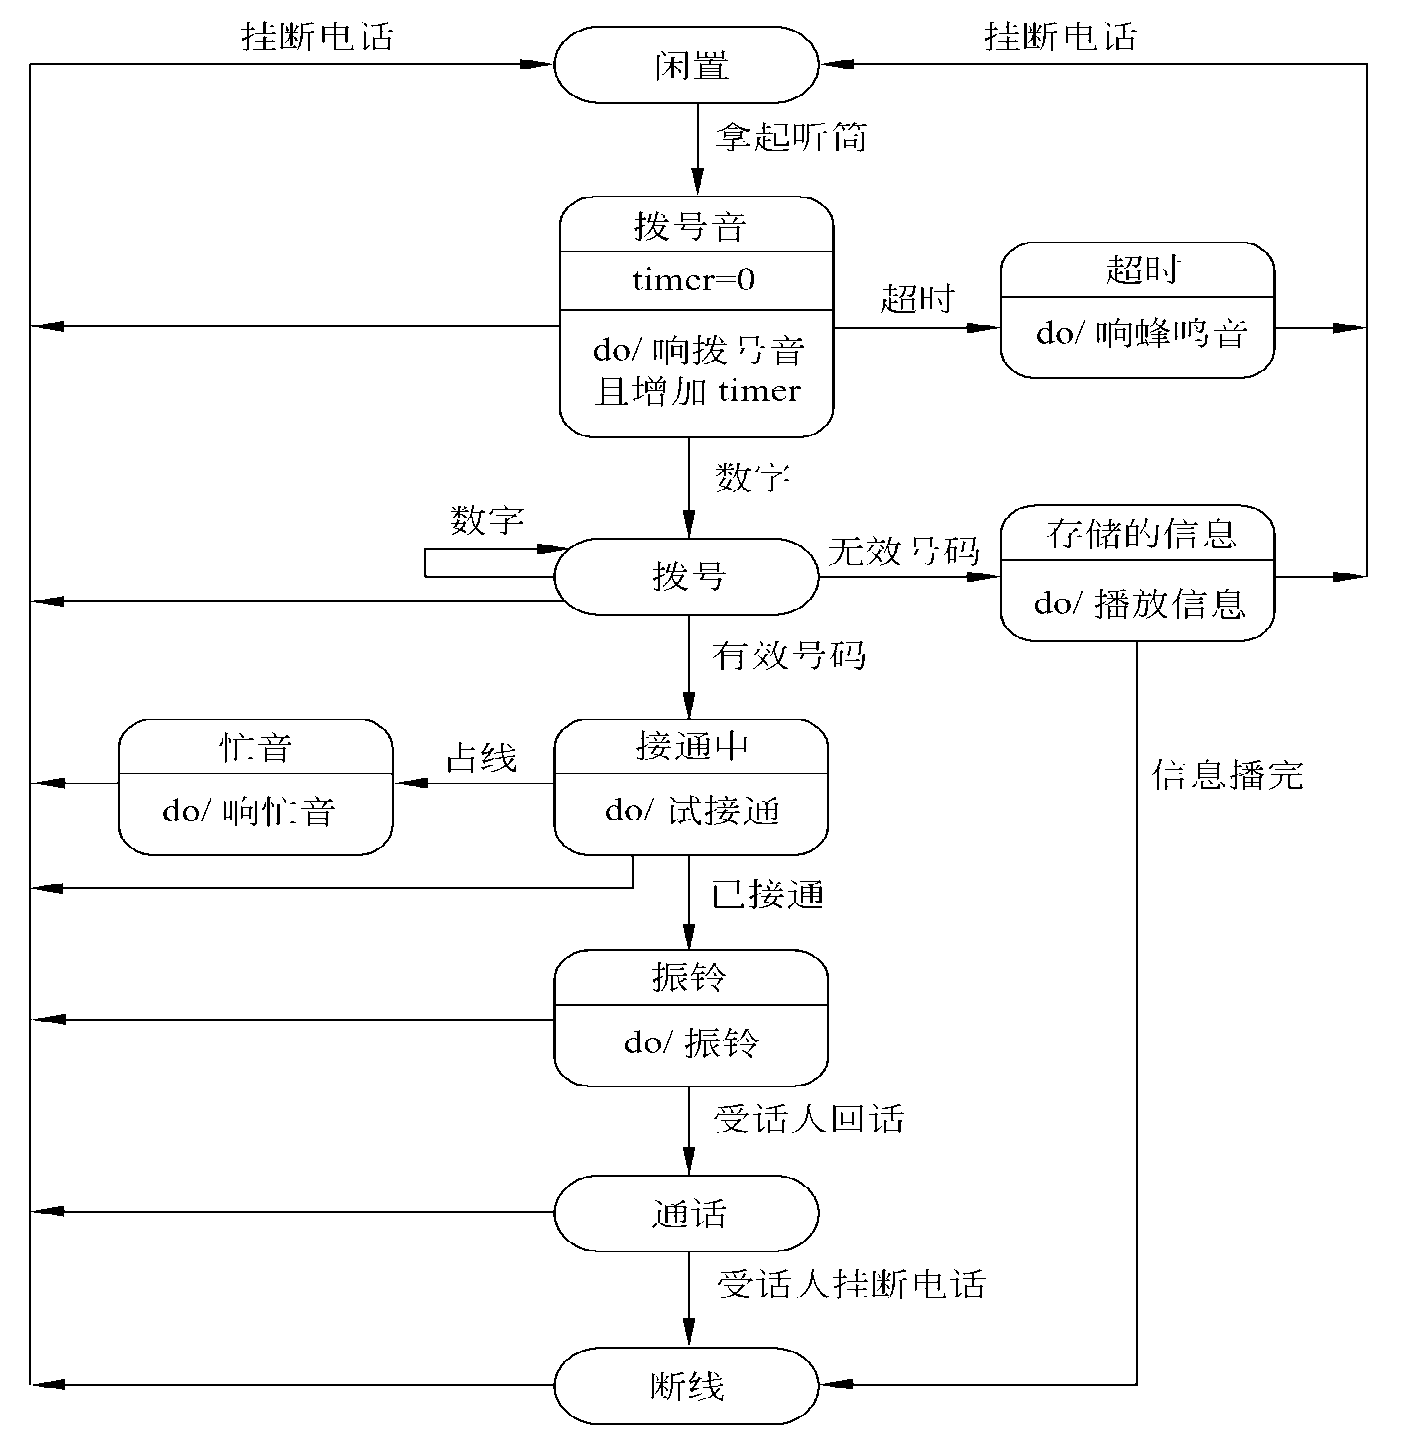 挂断电话
闲置
挂断电话
拿起听筒
拨号音
timer=0
do/ 响拨号音
且增加 timer
超时
超时
do/ 响蜂鸣音
数字
数字
拨号
无效号码
存储的信息
do/ 播放信息
有效号码
忙音
do/ 响忙音
占线
接通中
do/ 试接通
信息播完
已接通
振铃
do/ 振铃
受话人回话
通话
受话人挂断电话
断线